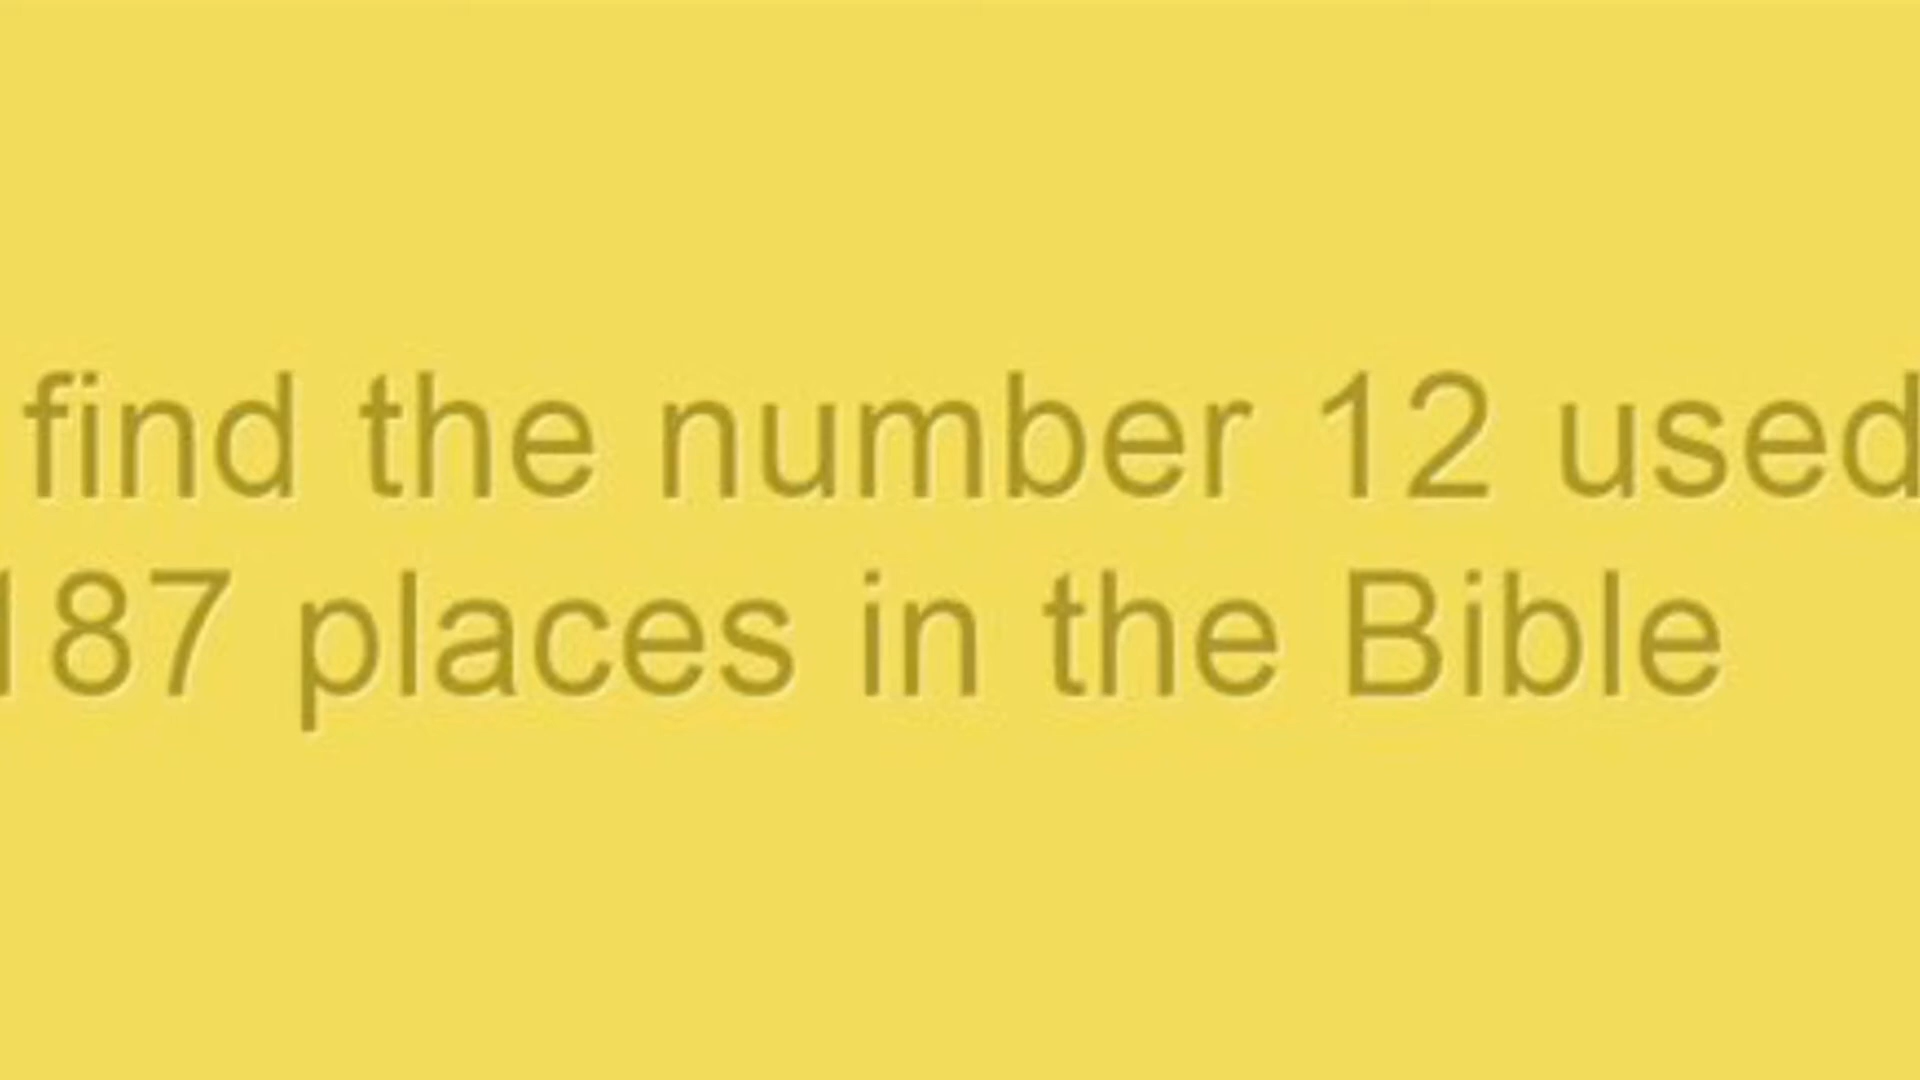 find the number 12 used
187 places in the Bible